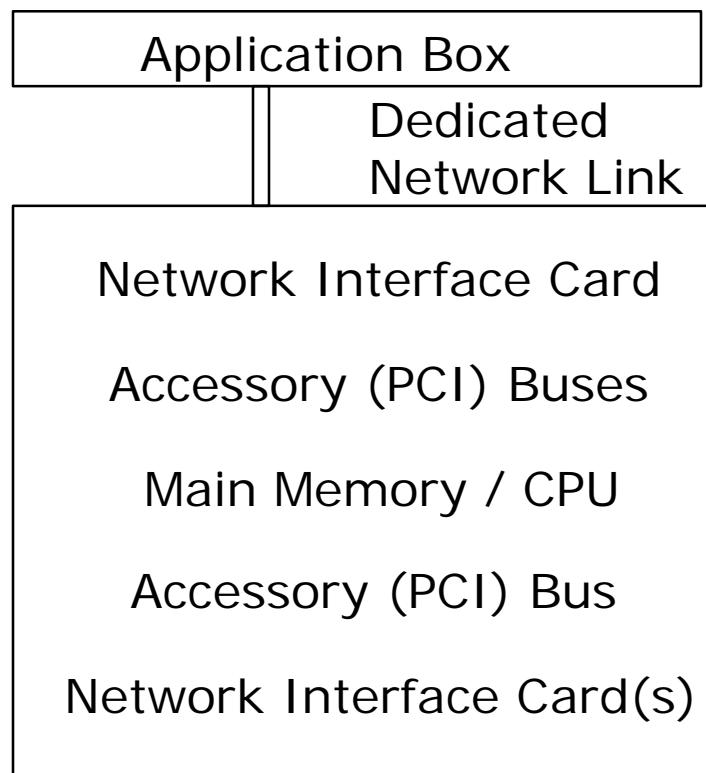 Application Box
Dedicated
Network Link
Network Interface Card
Accessory (PCI) Buses
Main Memory / CPU
Accessory (PCI) Bus
Network Interface Card(s)